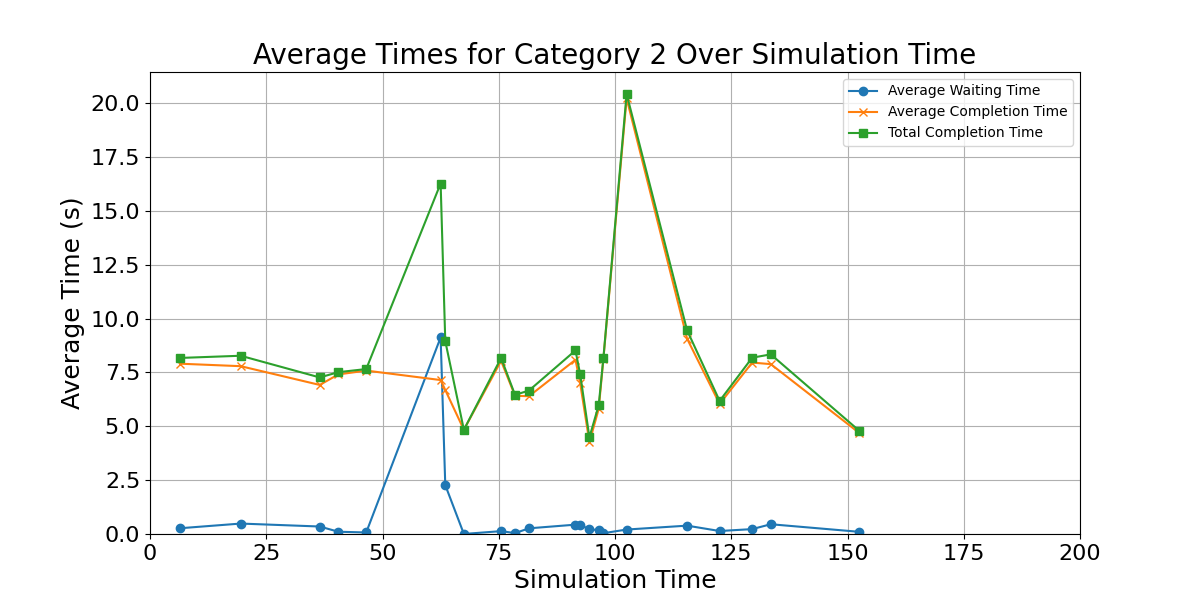 Average Times for Category 2 Over Simulation Time
Average Waiting Time
Average Completion Time
Total Completion Time
Average Time (s)
20.0
17.5
15.0
12.5
10.0
7.5
5.0
2.5
0.0
0 25 50 75 100 125 150 175 200
Simulation Time